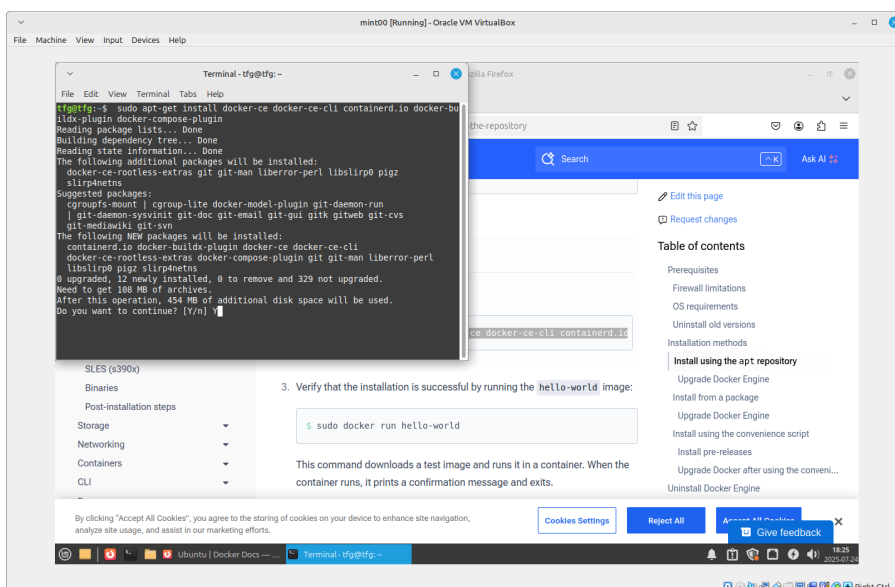 mint00 [Running] - Oracle VM VirtualBox
File Machine View Input Devices Help
Terminal - tfg@tfg: ~
zilla Firefox
File Edit View Terminal Tabs Help
tfg@tfg:~$ sudo apt-get install docker-ce docker-ce-cli containerd.io docker-bu
ildx-plugin docker-compose-plugin
Reading package lists... Done
Building dependency tree... Done
Reading state information... Done
The following additional packages will be installed:
docker-ce-rootless-extras git git-man liberror-perl libslirp0 pigz
slirp4netns
Suggested packages:
cgroupfs-mount | cgroup-lite docker-model-plugin git-daemon-run
| git-daemon-sysvinit git-doc git-email git-gui gitk gitweb git-cvs
git-mediawiki git-svn
The following NEW packages will be installed:
containerd.io docker-buildx-plugin docker-ce docker-ce-cli
docker-ce-rootless-extras docker-compose-plugin git git-man liberror-perl
libslirp0 pigz slirp4netns
0 upgraded, 12 newly installed, 0 to remove and 329 not upgraded.
Need to get 108 MB of archives.
After this operation, 454 MB of additional disk space will be used.
Do you want to continue? [Y/n] Y
the-repository
Search
K
Ask AI
ce docker-ce-cli containerd.io
SLES (s390x)
Binaries
Post-installation steps
Storage
Networking
Containers
CLI
3. Verify that the installation is successful by running the hello-world image:
$ sudo docker run hello-world
This command downloads a test image and runs it in a container. When the
container runs, it prints a confirmation message and exits.
Edit this page
Request changes
Table of contents
Prerequisites
Firewall limitations
OS requirements
Uninstall old versions
Installation methods
Install using the apt repository
Upgrade Docker Engine
Install from a package
Upgrade Docker Engine
Install using the convenience script
Install pre-releases
Upgrade Docker after using the conveni...
Uninstall Docker Engine
By clicking "Accept All Cookies", you agree to the storing of cookies on your device to enhance site navigation,
analyze site usage, and assist in our marketing efforts.
Cookies Settings
Reject All
Give feedback
Ubuntu | Docker Docs — ...
Terminal - tfg@tfg: ~
18:25
2025-07-24
Right Ctrl